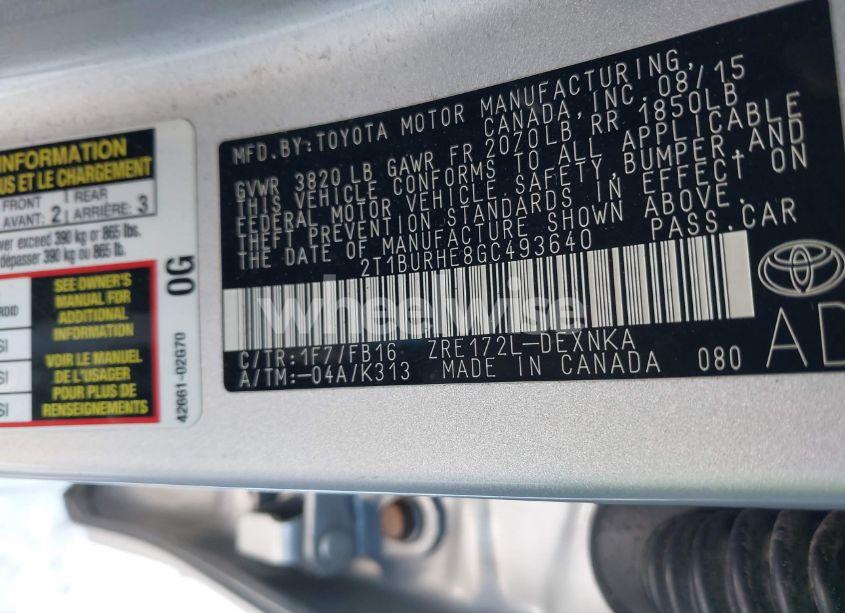 INFORMATION
US ET LE CHARGEMENT
FRONT
AVANT: 2
REAR
ARRIÈRE: 3
ver exceed 390 kg or 865 lbs.
dépasser 390 kg ou 865 lb.
SEE OWNER'S
MANUAL FOR
ADDITIONAL
INFORMATION
VOIR LE MANUEL
DE L'USAGER
POUR PLUS DE
RENSEIGNEMENTS
SI
SI
0G
42661-02G70
MFD.BY:TOYOTA MOTOR MANUFACTURING,
CANADA, INC. 08/15
GVWR 3820 LB GAWR FR 2020LB RR 1850LB
THIS VEHICLE CONFORMS TO ALL APPLICABLE
FEDERAL MOTOR VEHICLE SAFETY,BUMPER,AND
THEFT PREVENTION STANDARDS IN EFFECT ON
THE DATE OF MANUFACTURE SHOWN ABOVE.
2T1BURHE8GC493640 PASS.CAR
wheelwise
C/TR:1F7/FB16 ZRE172L-DEXNKA
A/TM:-04A/K313 MADE IN CANADA 080
AD